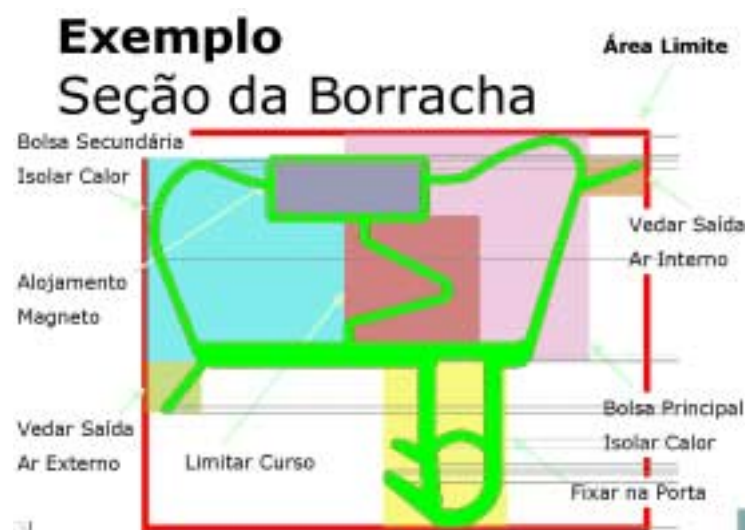 Exemplo
Seção da Borracha
Área Limite
Bolsa Secundária
Isolar Calor
Vedar Saída
Ar Interno
Alojamento
Magneto
Bolsa Principal
Isolar Calor
Vedar Saída
Ar Externo
Limitar Curso
Fixar na Porta